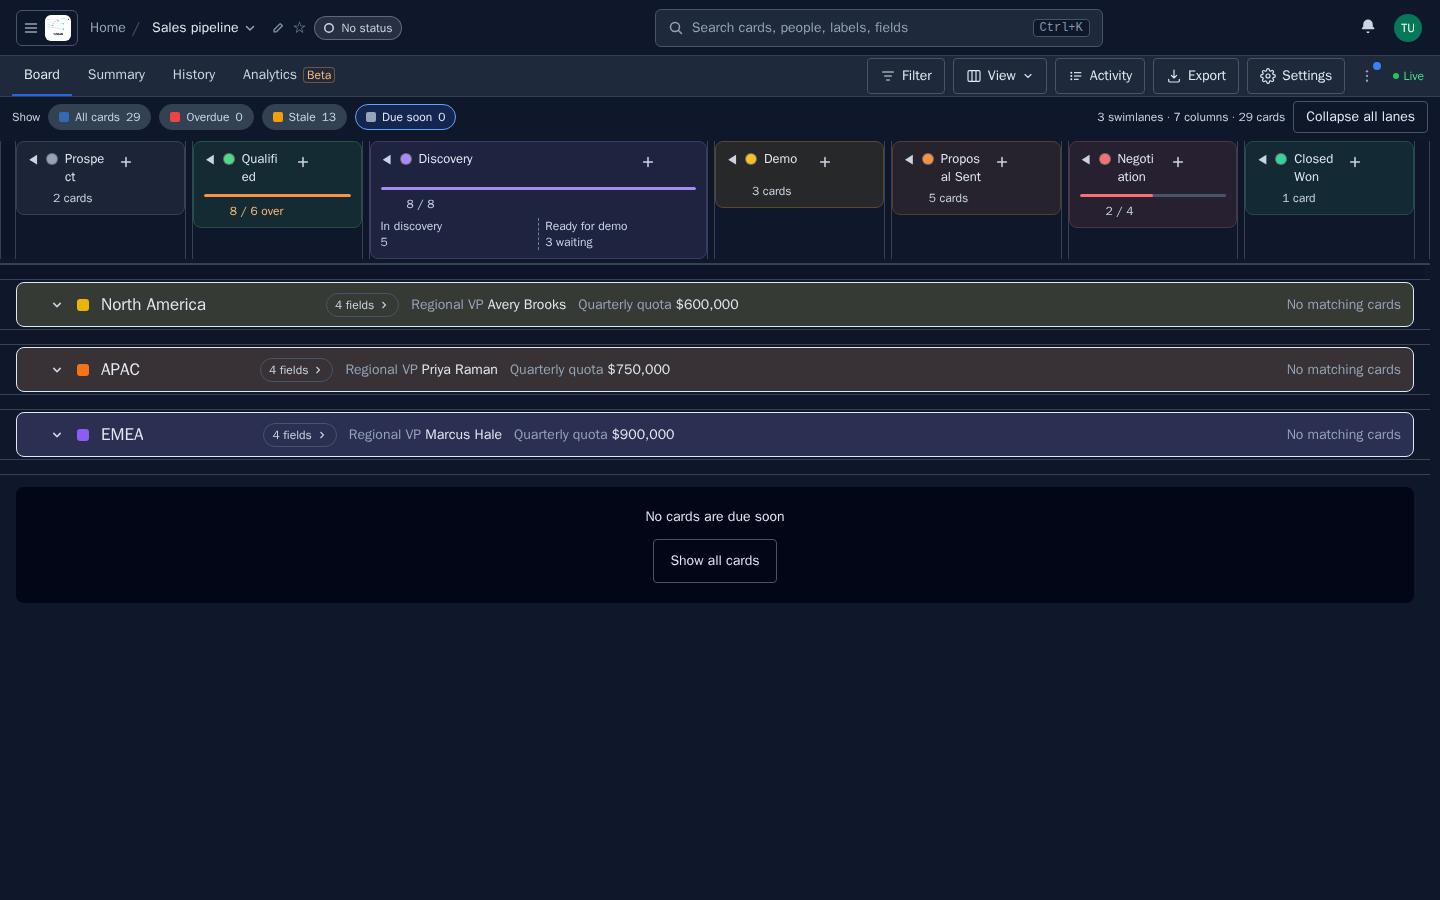 Home / Sales pipeline No status Search cards, people, labels, fields Ctrl+K TU
Board Summary History Analytics Beta Filter View Activity Export Settings Live
Show All cards 29 Overdue 0 Stale 13 Due soon 0 3 swimlanes · 7 columns · 29 cards Collapse all lanes
Prospe
ct
2 cards
Qualifi
ed
8 / 6 over
Discovery
8 / 8
In discovery
5
Ready for demo
3 waiting
Demo
3 cards
Propos
al Sent
5 cards
Negoti
ation
2 / 4
Closed
Won
1 card
North America 4 fields Regional VP Avery Brooks Quarterly quota $600,000 No matching cards
APAC 4 fields Regional VP Priya Raman Quarterly quota $750,000 No matching cards
EMEA 4 fields Regional VP Marcus Hale Quarterly quota $900,000 No matching cards
No cards are due soon
Show all cards